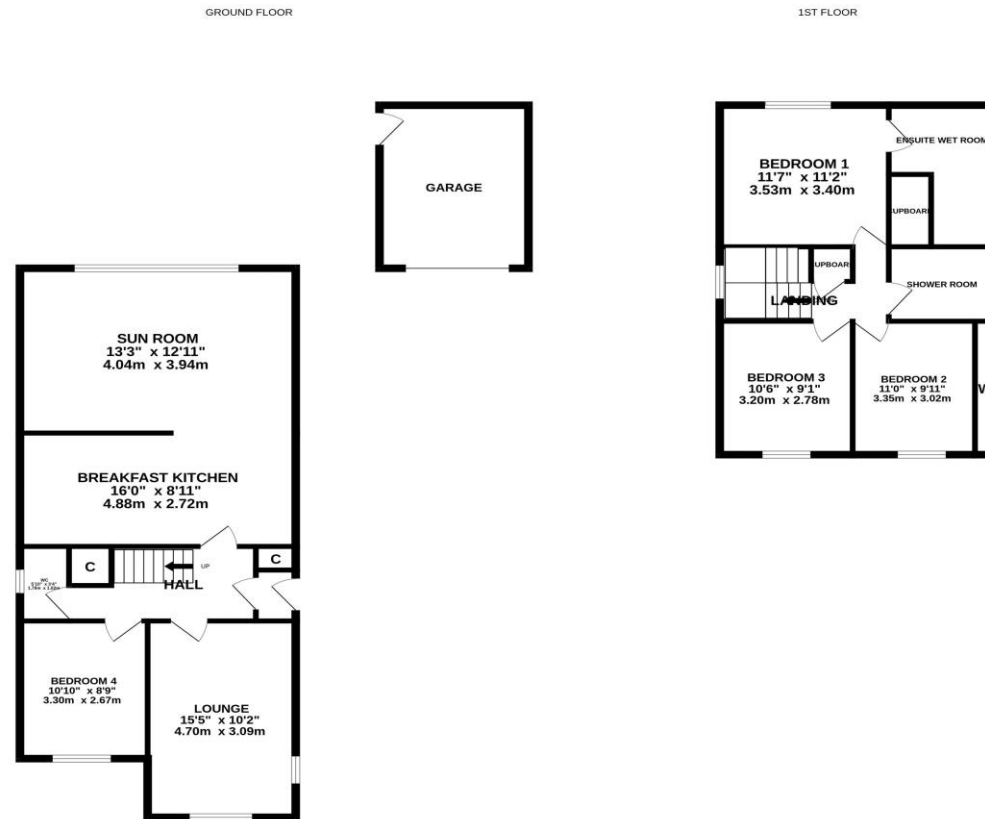 GROUND FLOOR
1ST FLOOR
GARAGE
SUN ROOM
13'3" x 12'11"
4.04m x 3.94m
BREAKFAST KITCHEN
16'0" x 8'11"
4.88m x 2.72m
WC
C
UP
HALL
C
BEDROOM 4
10'10" x 8'9"
3.30m x 2.67m
LOUNGE
15'5" x 10'2"
4.70m x 3.09m
BEDROOM 1
11'7" x 11'2"
3.53m x 3.40m
ENSUITE WET ROOM
UPBOAR
UPBOAR
SHOWER ROOM
LANDING
BEDROOM 3
10'6" x 9'1"
3.20m x 2.78m
BEDROOM 2
11'0" x 9'11"
3.35m x 3.02m